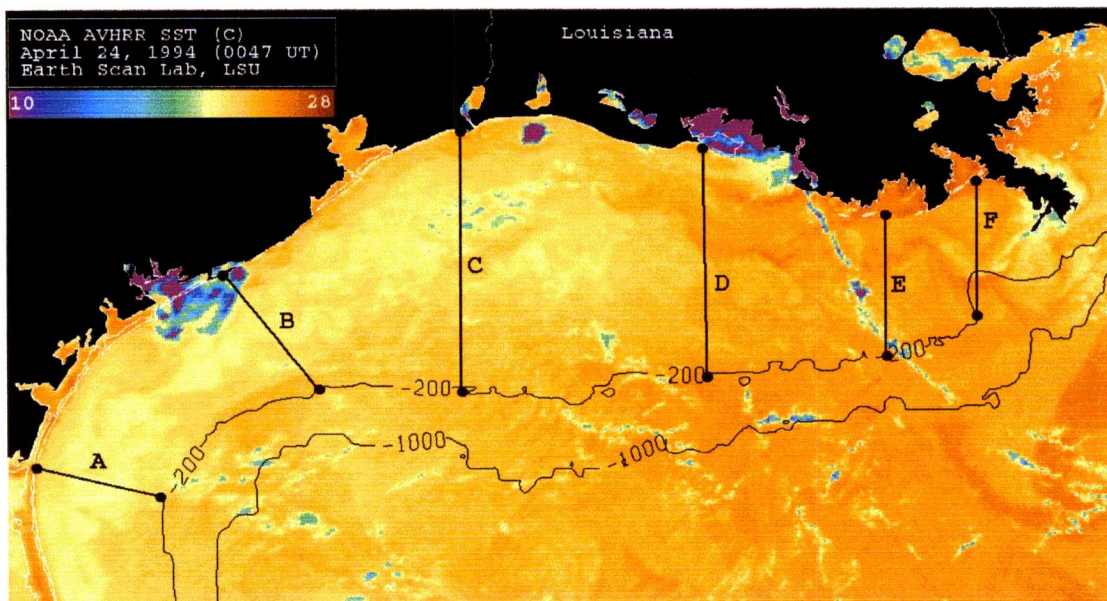 NOAA AVHRR SST (C)
April 24, 1994 (0047 UT)
Earth Scan Lab, LSU
10 28
Louisiana
F
C
D
E
B
-200
-200
-200
A
-200
-1000
-1000